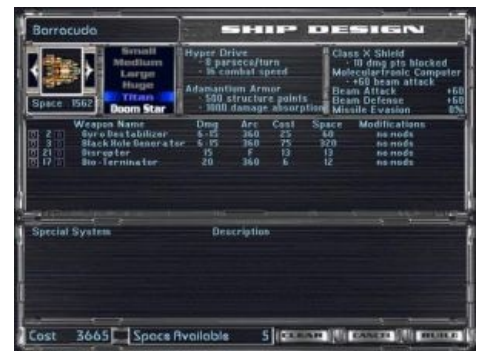 Barracuda
SHIP DESIGN
Small
Medium
Large
Huge
Titan
Doom Star
Space 1562
Hyper Drive
- 8 parsecs/turn
- 16 combat speed
Adamantium Armor
- 500 structure points
- 1000 damage absorption
Class X Shield
- 10 dmg pts blocked
Moleculartronic Computer
- +60 beam attack
Beam Attack +60
Beam Defense +60
Missile Evasion 0%
Weapon Name Dmg Arc Cost Space Modifications
2 Gyro Destabilizer 6-15 360 25 60 no mods
3 Black Hole Generator 6-15 360 75 320 no mods
21 Disrupter 15 F 13 13 no mods
17 Bio-Terminator 20 360 6 12 no mods
Special System Description
Cost 3665 Space Available 5 CLEAR CANCEL BUILD